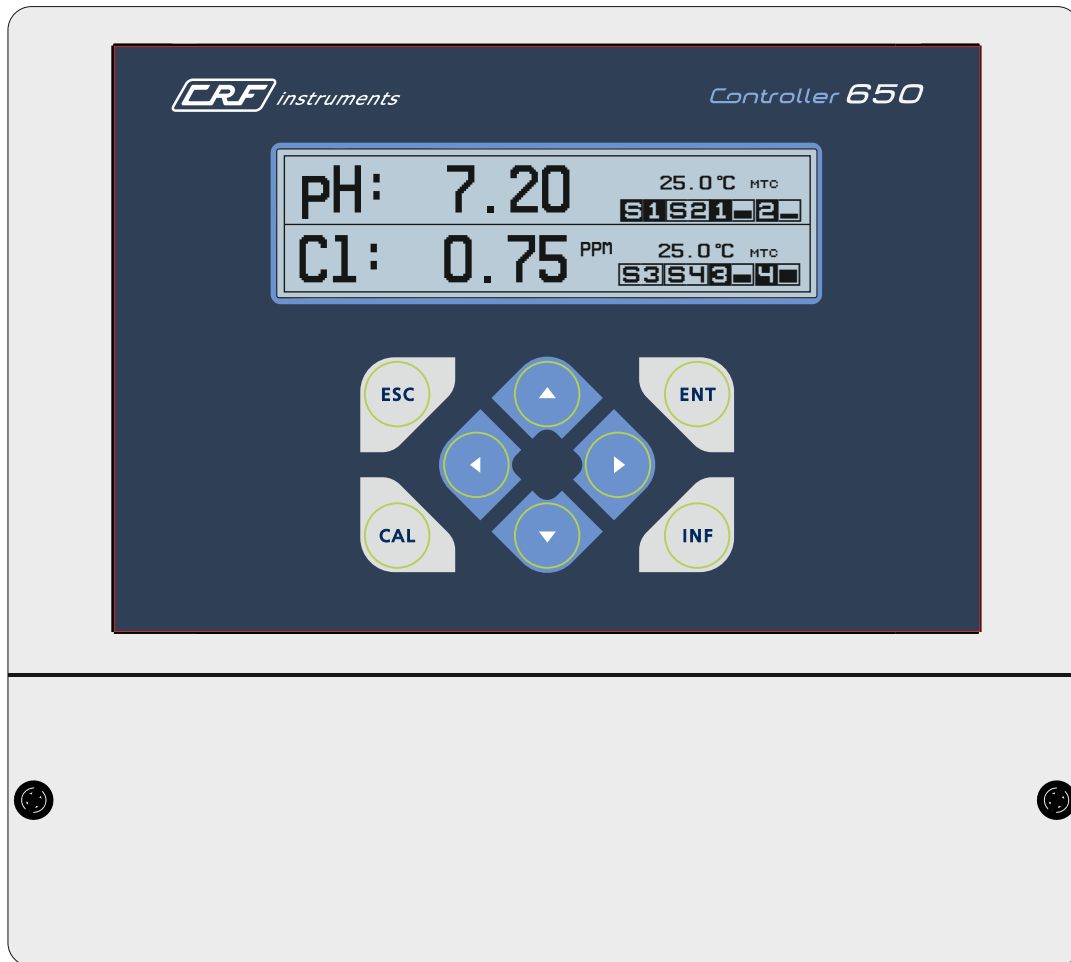 CRF instruments
Controller 650
pH: 7.20 25.0°C MTC
S1 S2 1 2
Cl: 0.75 PPM 25.0°C MTC
S3 S4 3 4
ESC ENT
CAL INF